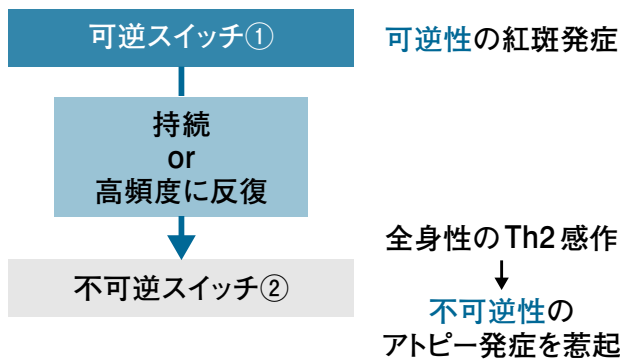 可逆スイッチ①
可逆性の紅斑発症
持続
or
高頻度に反復
不可逆スイッチ②
全身性のTh2感作
↓
不可逆性の
アトピー発症を惹起